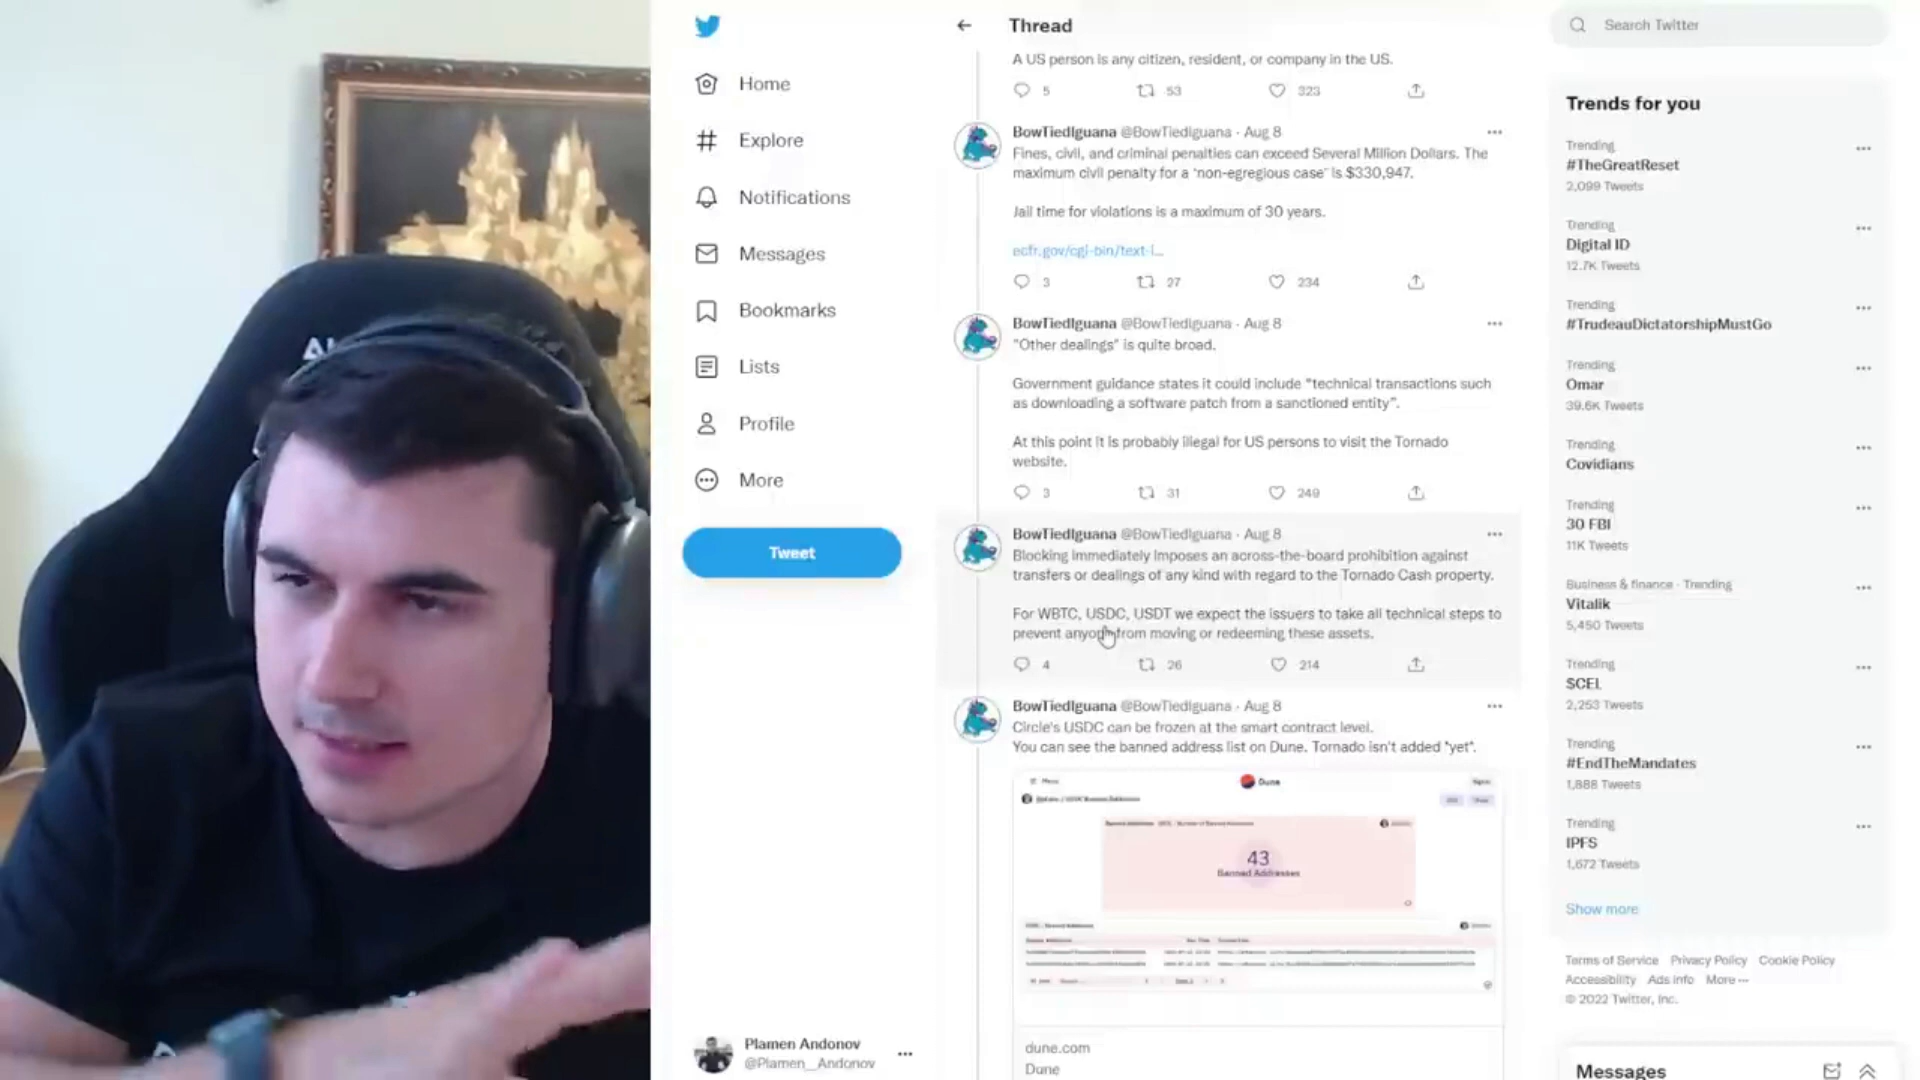 Home
Explore
Notifications
Messages
Bookmarks
Lists
Profile
More
Tweet
Plamen Andonov
@Plamen__Andonov
Thread
A US person is any citizen, resident, or company in the US.
5 53 323
BowTiedIguana @BowTiedIguana · Aug 8
Fines, civil, and criminal penalties can exceed Several Million Dollars. The
maximum civil penalty for a 'non-egregious case' is $330,947.
Jail time for violations is a maximum of 30 years.
ecfr.gov/cgi-bin/text-i...
3 27 234
BowTiedIguana @BowTiedIguana · Aug 8
"Other dealings" is quite broad.
Government guidance states it could include "technical transactions such
as downloading a software patch from a sanctioned entity".
At this point it is probably illegal for US persons to visit the Tornado
website.
3 31 249
BowTiedIguana @BowTiedIguana · Aug 8
Blocking immediately imposes an across-the-board prohibition against
transfers or dealings of any kind with regard to the Tornado Cash property.
For WBTC, USDC, USDT we expect the issuers to take all technical steps to
prevent anyone from moving or redeeming these assets.
4 26 214
BowTiedIguana @BowTiedIguana · Aug 8
Circle's USDC can be frozen at the smart contract level.
You can see the banned address list on Dune. Tornado isn't added *yet*.
Menu
Dune
43
Banned Addresses
dune.com
Dune
Search Twitter
Trends for you
Trending
#TheGreatReset
2,099 Tweets
Trending
Digital ID
12.7K Tweets
Trending
#TrudeauDictatorshipMustGo
Trending
Omar
39.6K Tweets
Trending
Covidians
Trending
30 FBI
11K Tweets
Business & finance · Trending
Vitalik
5,450 Tweets
Trending
$CEL
2,253 Tweets
Trending
#EndTheMandates
1,888 Tweets
Trending
IPFS
1,672 Tweets
Show more
Terms of Service Privacy Policy Cookie Policy
Accessibility Ads info More ···
© 2022 Twitter, Inc.
Messages